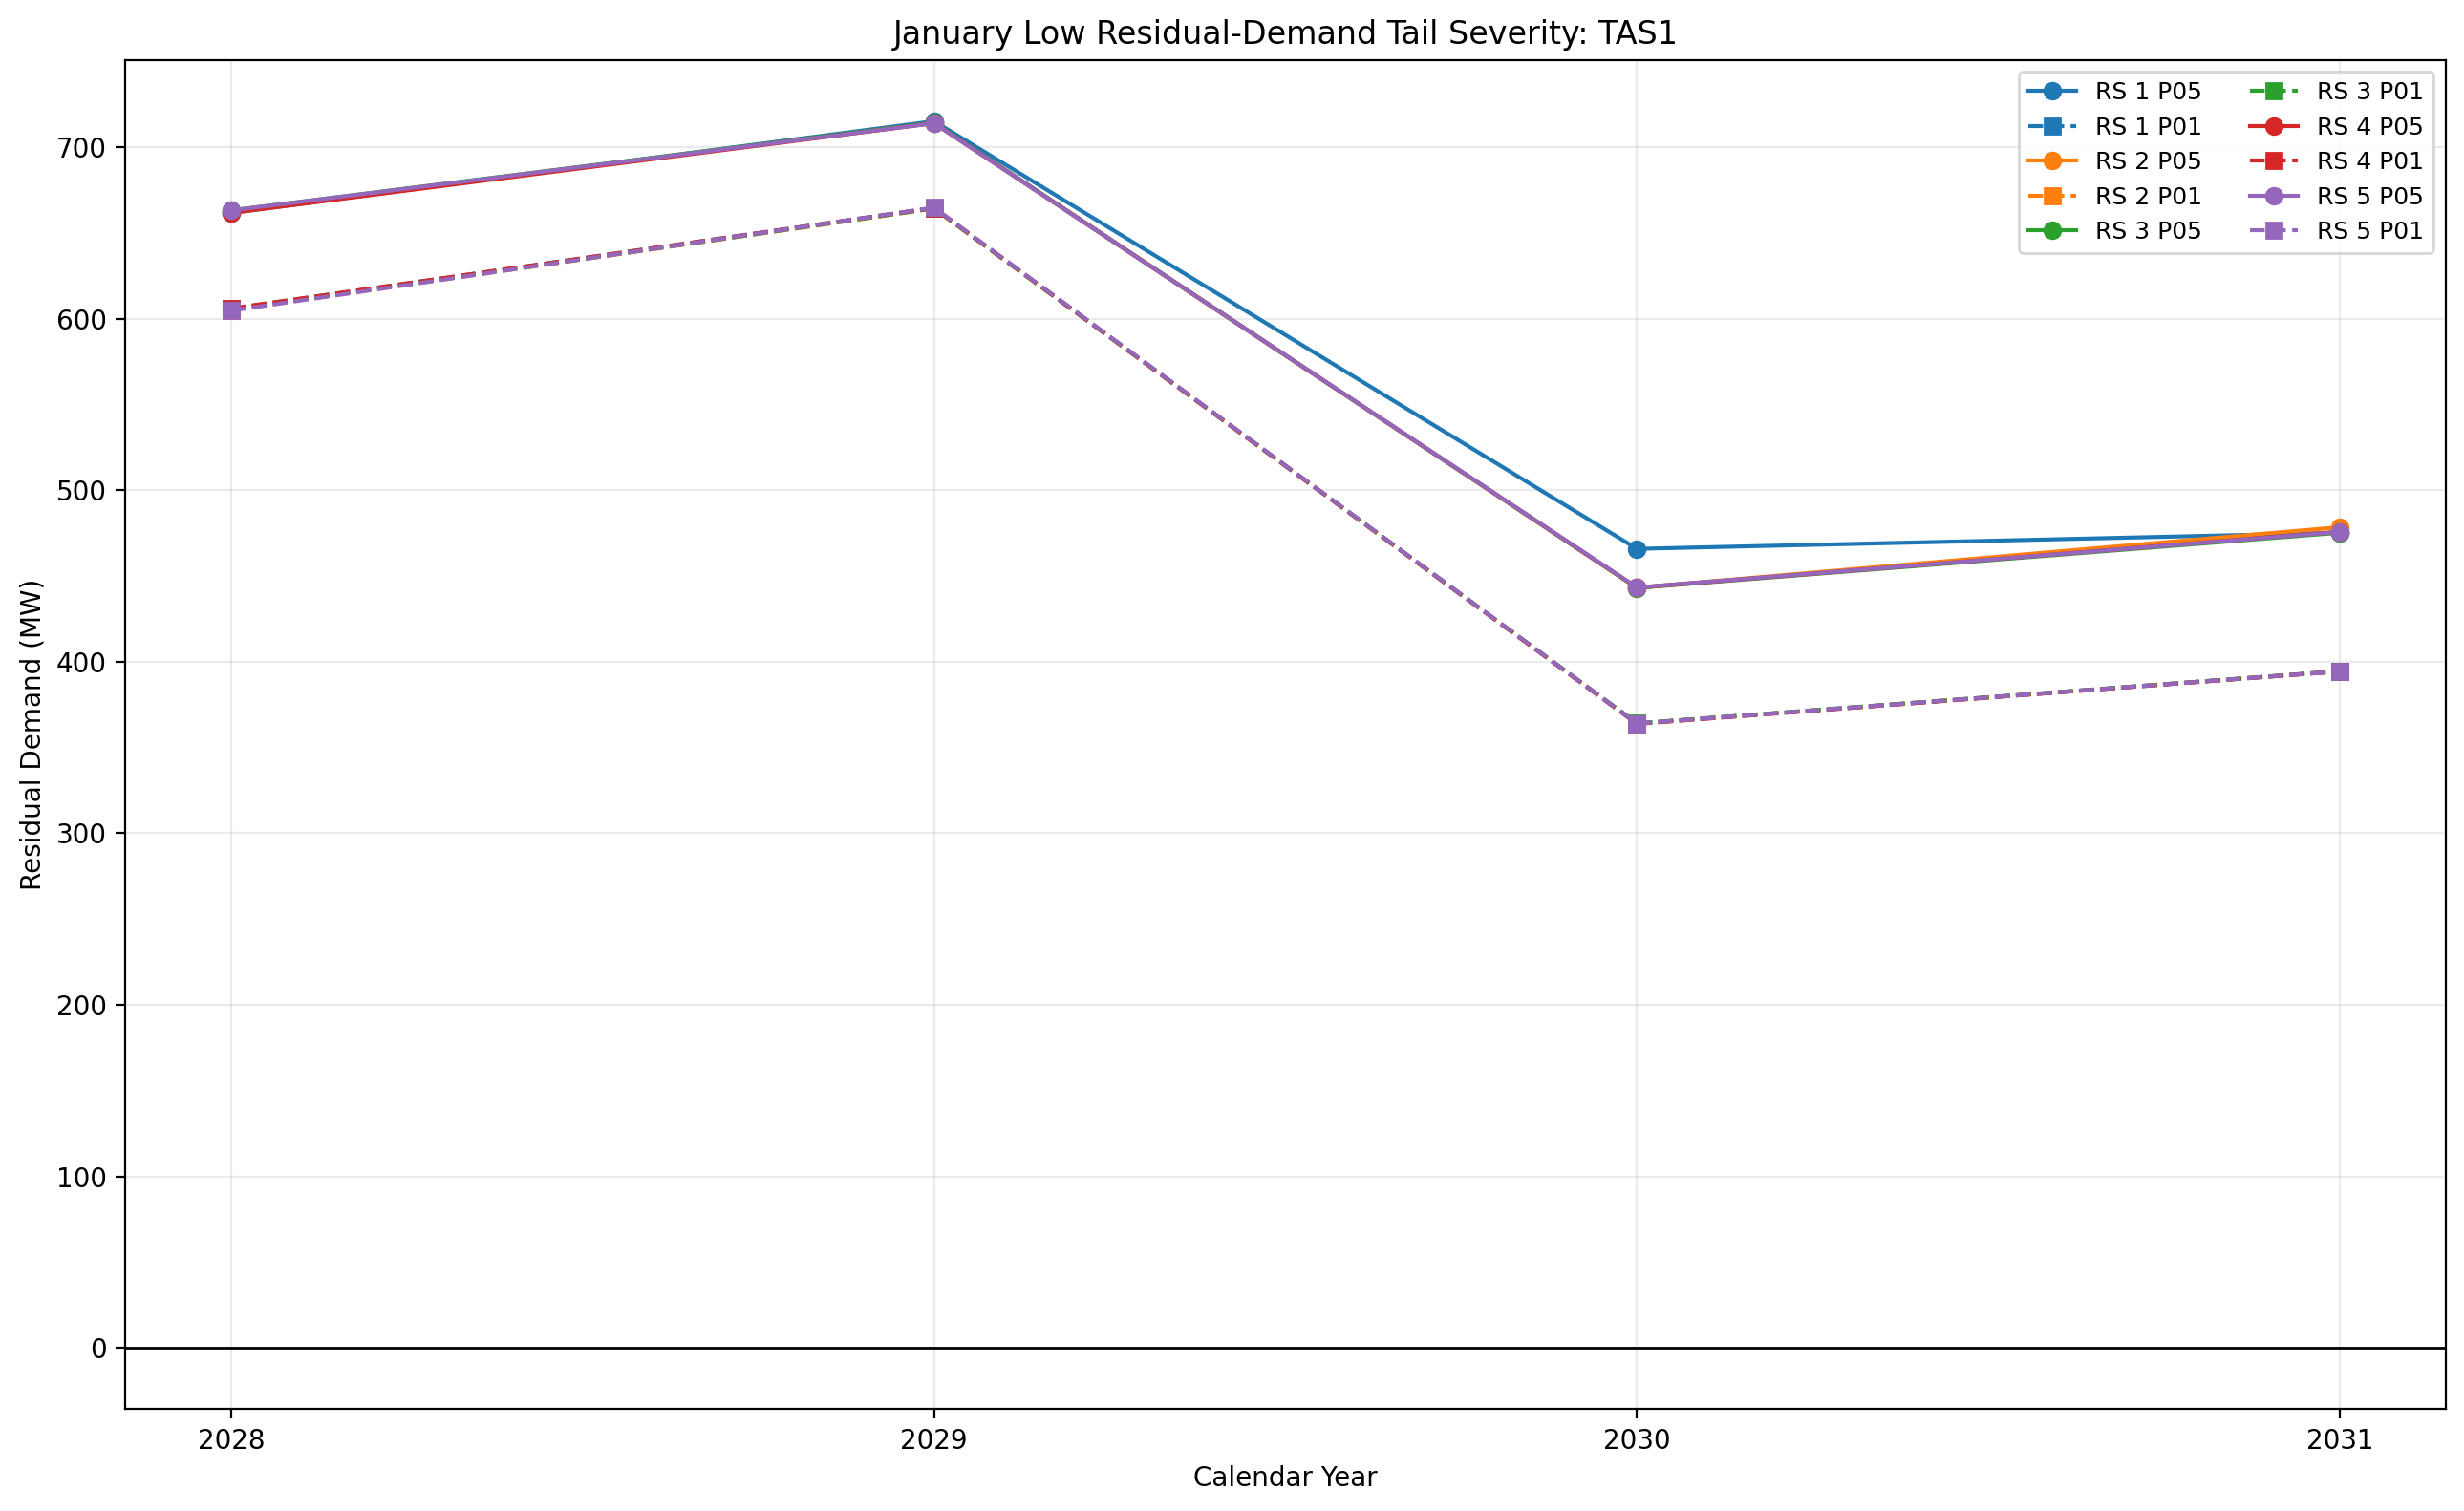 January Low Residual-Demand Tail Severity: TAS1
RS 1 P05
RS 1 P01
RS 2 P05
RS 2 P01
RS 3 P05
RS 3 P01
RS 4 P05
RS 4 P01
RS 5 P05
RS 5 P01
Residual Demand (MW)
700
600
500
400
300
200
100
0
2028 2029 2030 2031
Calendar Year